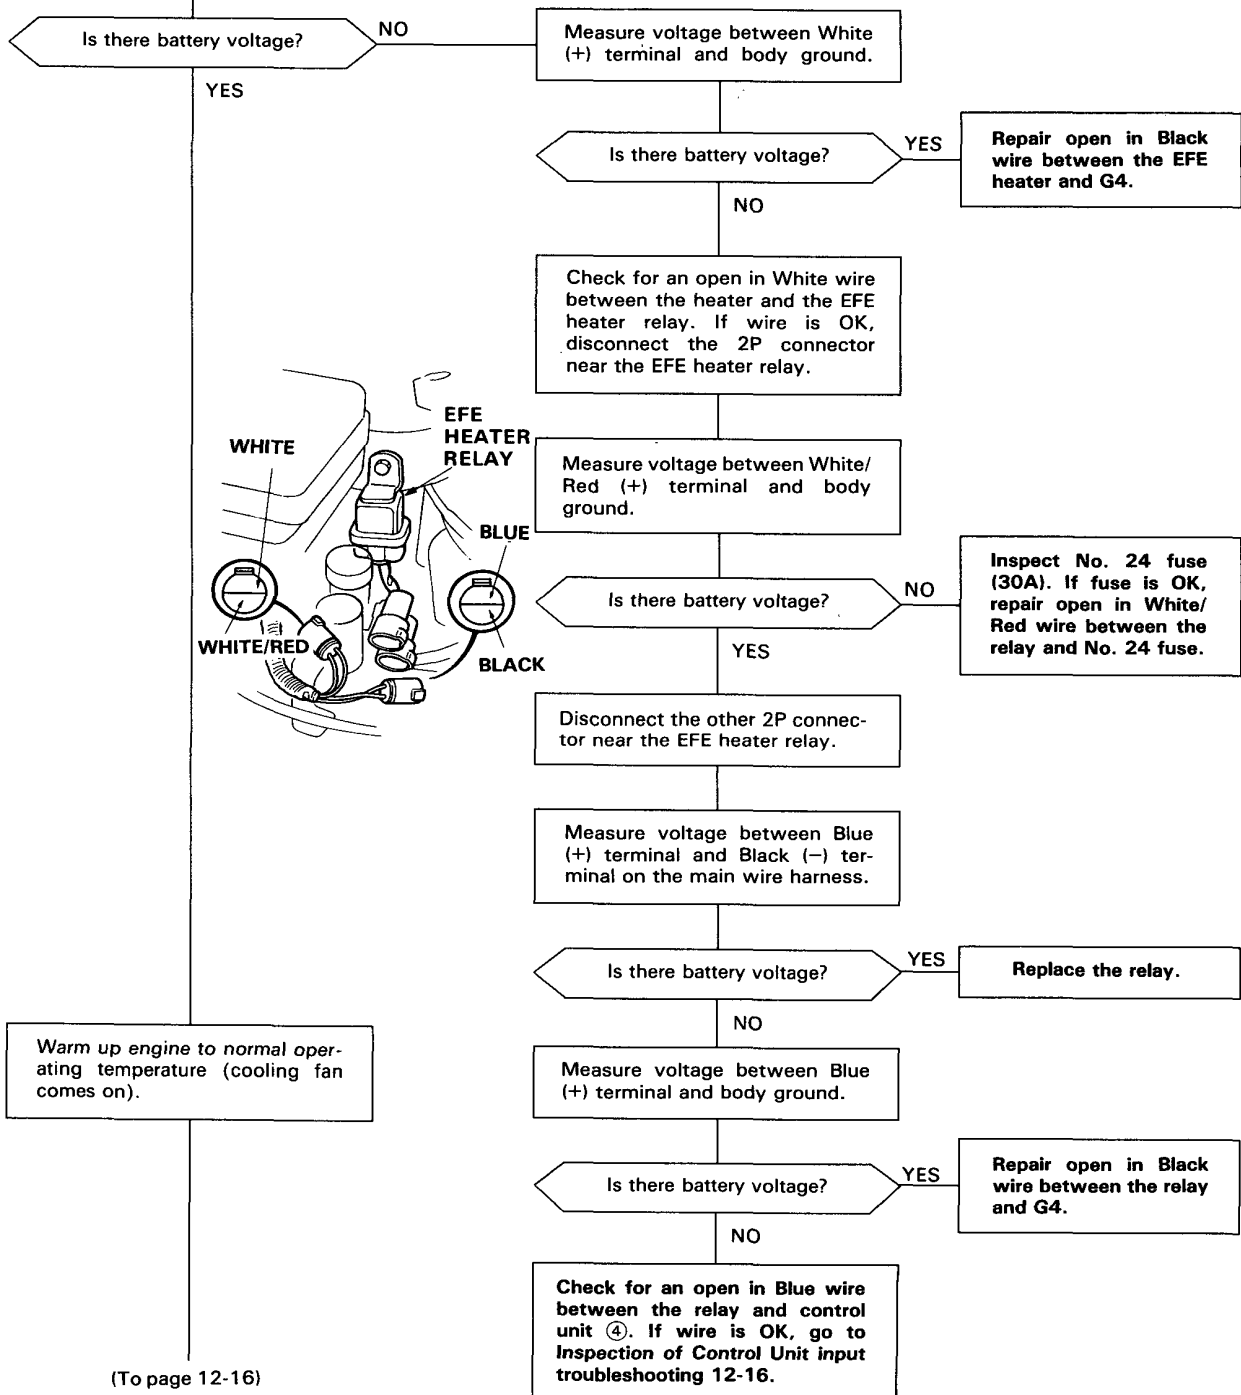 Is there battery voltage?
NO
YES
Measure voltage between White
(+) terminal and body ground.
Is there battery voltage?
YES
NO
Repair open in Black
wire between the EFE
heater and G4.
Check for an open in White wire
between the heater and the EFE
heater relay. If wire is OK,
disconnect the 2P connector
near the EFE heater relay.
EFE
HEATER
RELAY
WHITE
BLUE
WHITE/RED
BLACK
Measure voltage between White/
Red (+) terminal and body
ground.
Is there battery voltage?
NO
YES
Inspect No. 24 fuse
(30A). If fuse is OK,
repair open in White/
Red wire between the
relay and No. 24 fuse.
Disconnect the other 2P connec-
tor near the EFE heater relay.
Measure voltage between Blue
(+) terminal and Black (−) ter-
minal on the main wire harness.
Is there battery voltage?
YES
NO
Replace the relay.
Warm up engine to normal oper-
ating temperature (cooling fan
comes on).
Measure voltage between Blue
(+) terminal and body ground.
Is there battery voltage?
YES
NO
Repair open in Black
wire between the relay
and G4.
Check for an open in Blue wire
between the relay and control
unit ④. If wire is OK, go to
Inspection of Control Unit input
troubleshooting 12-16.
(To page 12-16)